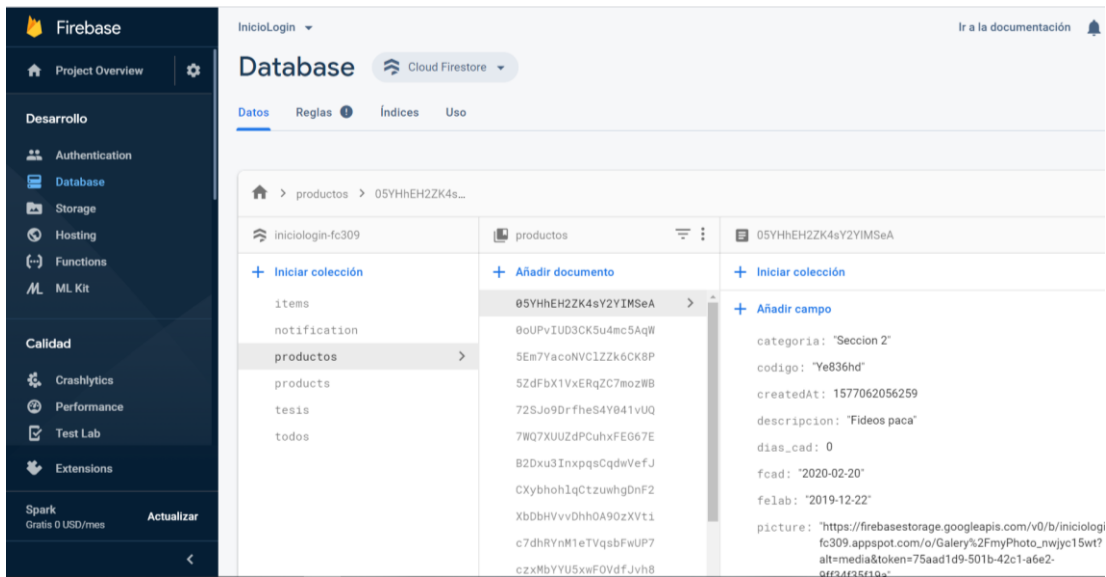 Firebase
Project Overview
Desarrollo
Authentication
Database
Storage
Hosting
Functions
ML Kit
Calidad
Crashlytics
Performance
Test Lab
Extensions
Spark
Gratis 0 USD/mes
Actualizar
InicioLogin
Ir a la documentación
Database
Cloud Firestore
Datos Reglas Índices Uso
productos > 05YHhEH2ZK4s...
iniciologin-fc309
Iniciar colección
items
notification
productos
products
tesis
todos
productos
Añadir documento
05YHhEH2ZK4sY2YIMSeA
0oUPvIUD3CK5u4mc5AqW
5Em7YacoNVClZZk6CK8P
5ZdFbX1VxERqZC7mozWB
72SJo9DrfheS4Y041vUQ
7WQ7XUUZdPCuhxFEG67E
B2Dxu3InxpqsCqdwVefJ
CXybhohlqCtzuwhgDnF2
XbDbHVvvDhhOA9OzXVti
c7dhRYnM1eTVqsbFwUP7
czxMbYYU5xwFOVdfJvh8
05YHhEH2ZK4sY2YIMSeA
Iniciar colección
Añadir campo
categoria: "Seccion 2"
codigo: "Ye836hd"
createdAt: 1577062056259
descripcion: "Fideos paca"
dias_cad: 0
fcad: "2020-02-20"
felab: "2019-12-22"
picture: "https://firebasestorage.googleapis.com/v0/b/iniciologi
fc309.appspot.com/o/Galery%2FmyPhoto_nwjyc15wt?
alt=media&token=75aad1d9-501b-42c1-a6e2-
9ff34f35f19a"